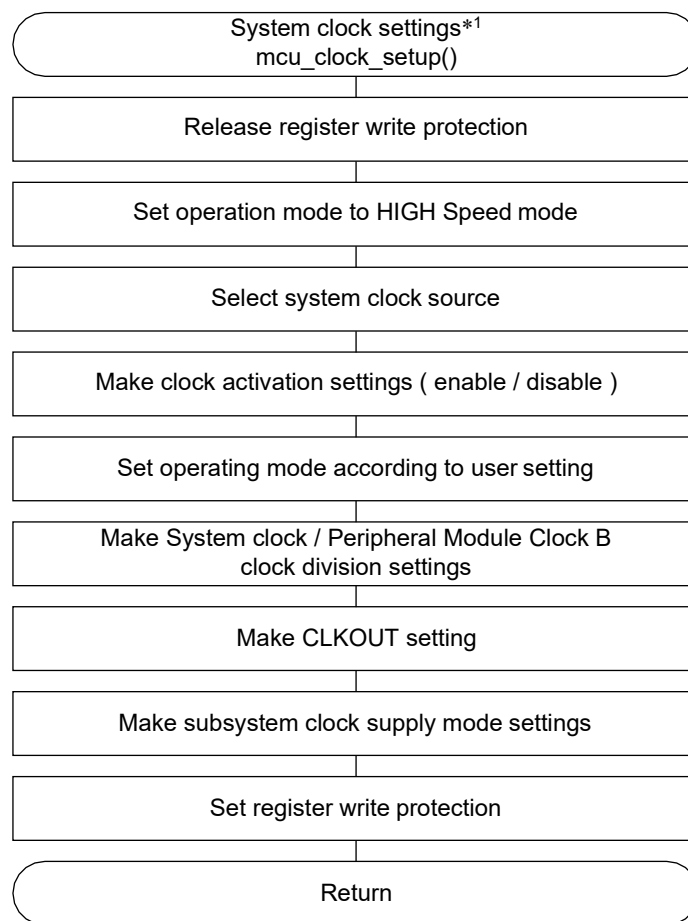 System clock settings*1
mcu_clock_setup()
Release register write protection
Set operation mode to HIGH Speed mode
Select system clock source
Make clock activation settings ( enable / disable )
Set operating mode according to user setting
Make System clock / Peripheral Module Clock B
clock division settings
Make CLKOUT setting
Make subsystem clock supply mode settings
Set register write protection
Return